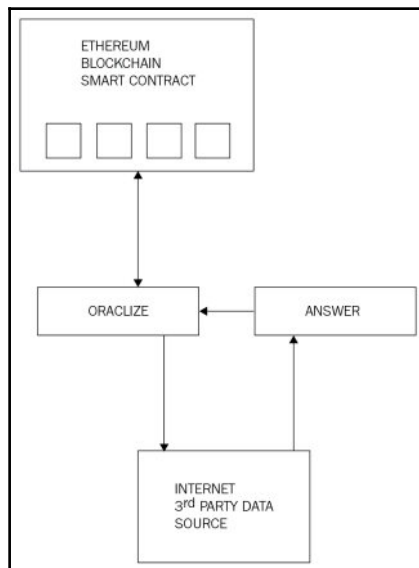 ETHEREUM
BLOCKCHAIN
SMART CONTRACT
ORACLIZE
ANSWER
INTERNET
3rd PARTY DATA
SOURCE